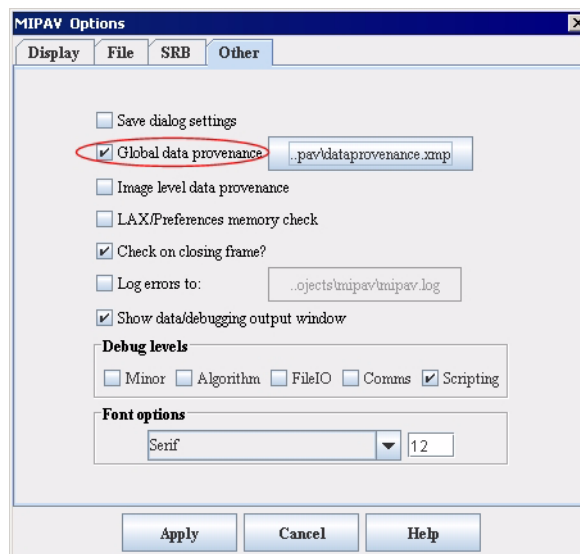 MIPAV Options
Display File SRB Other
Save dialog settings
Global data provenance ..pav\dataprovenance.xmp
Image level data provenance
LAX/Preferences memory check
Check on closing frame?
Log errors to: ..ojects\mipav\mipav.log
Show data/debugging output window
Debug levels
Minor Algorithm FileIO Comms Scripting
Font options
Serif 12
Apply Cancel Help